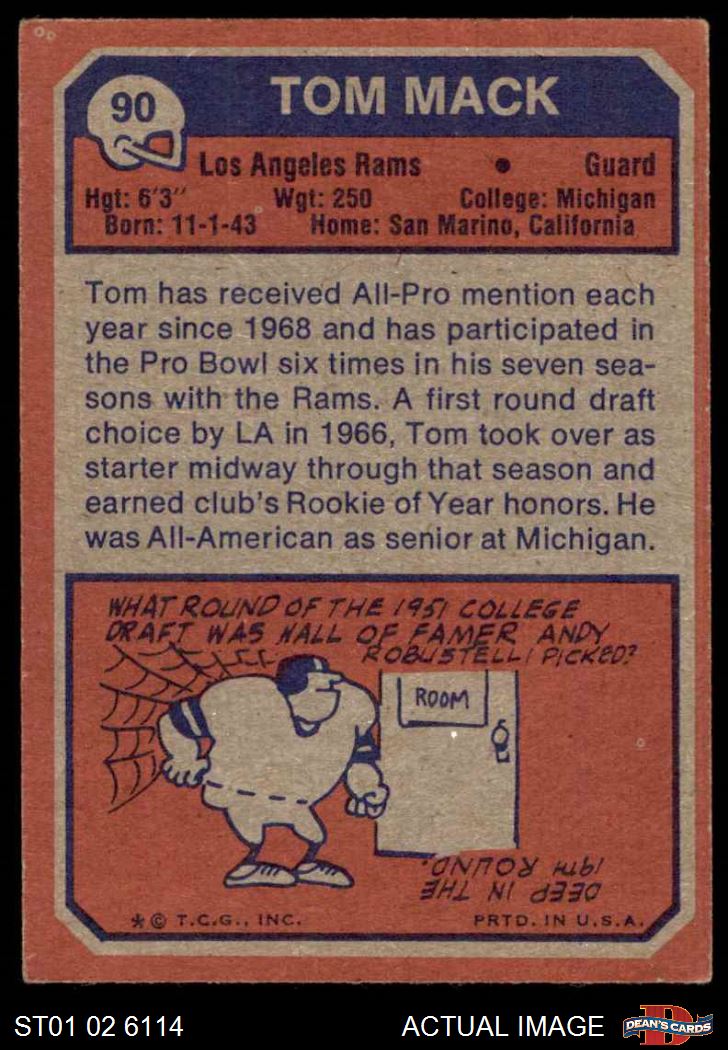 90
TOM MACK
Los Angeles Rams • Guard
Hgt: 6'3" Wgt: 250 College: Michigan
Born: 11-1-43 Home: San Marino, California
Tom has received All-Pro mention each
year since 1968 and has participated in
the Pro Bowl six times in his seven sea-
sons with the Rams. A first round draft
choice by LA in 1966, Tom took over as
starter midway through that season and
earned club's Rookie of Year honors. He
was All-American as senior at Michigan.
WHAT ROUND OF THE 1951 COLLEGE
DRAFT WAS HALL OF FAMER ANDY
ROBUSTELLI PICKED?
ROOM
DEEP IN THE
19TH ROUND.
* © T.C.G., INC. PRTD. IN U.S.A.
ST01 02 6114 ACTUAL IMAGE DEAN'S CARDS